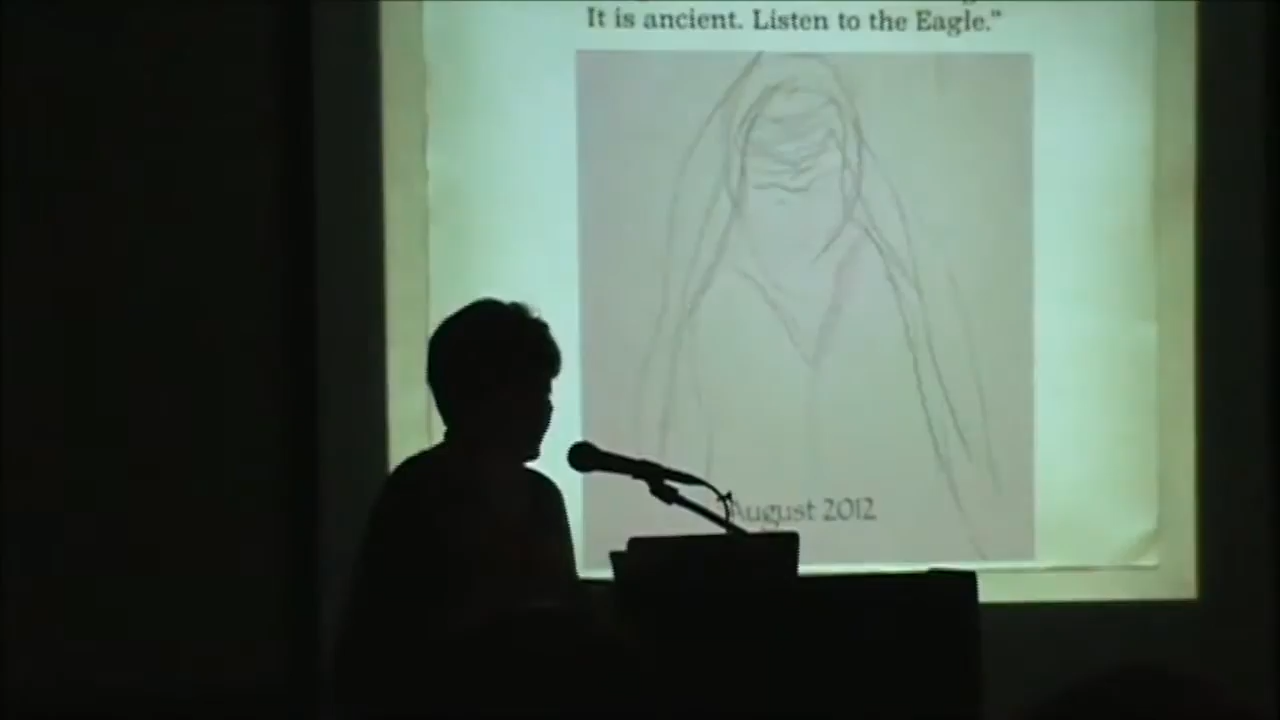 It is ancient. Listen to the Eagle."
August 2012